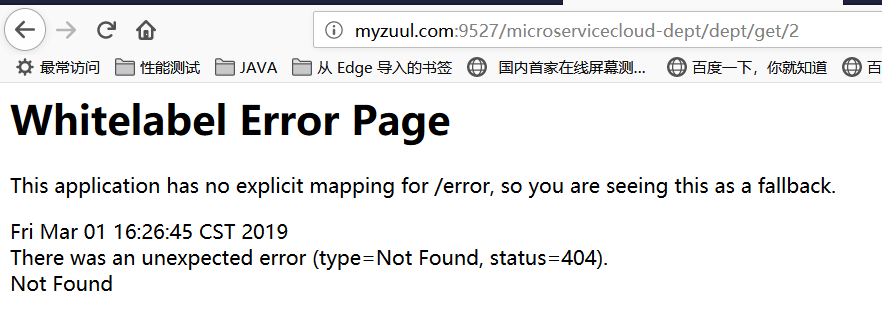 myzuul.com:9527/microservicecloud-dept/dept/get/2
最常访问 性能测试 JAVA 从 Edge 导入的书签 国内首家在线屏幕测... 百度一下，你就知道 百
Whitelabel Error Page
This application has no explicit mapping for /error, so you are seeing this as a fallback.
Fri Mar 01 16:26:45 CST 2019
There was an unexpected error (type=Not Found, status=404).
Not Found